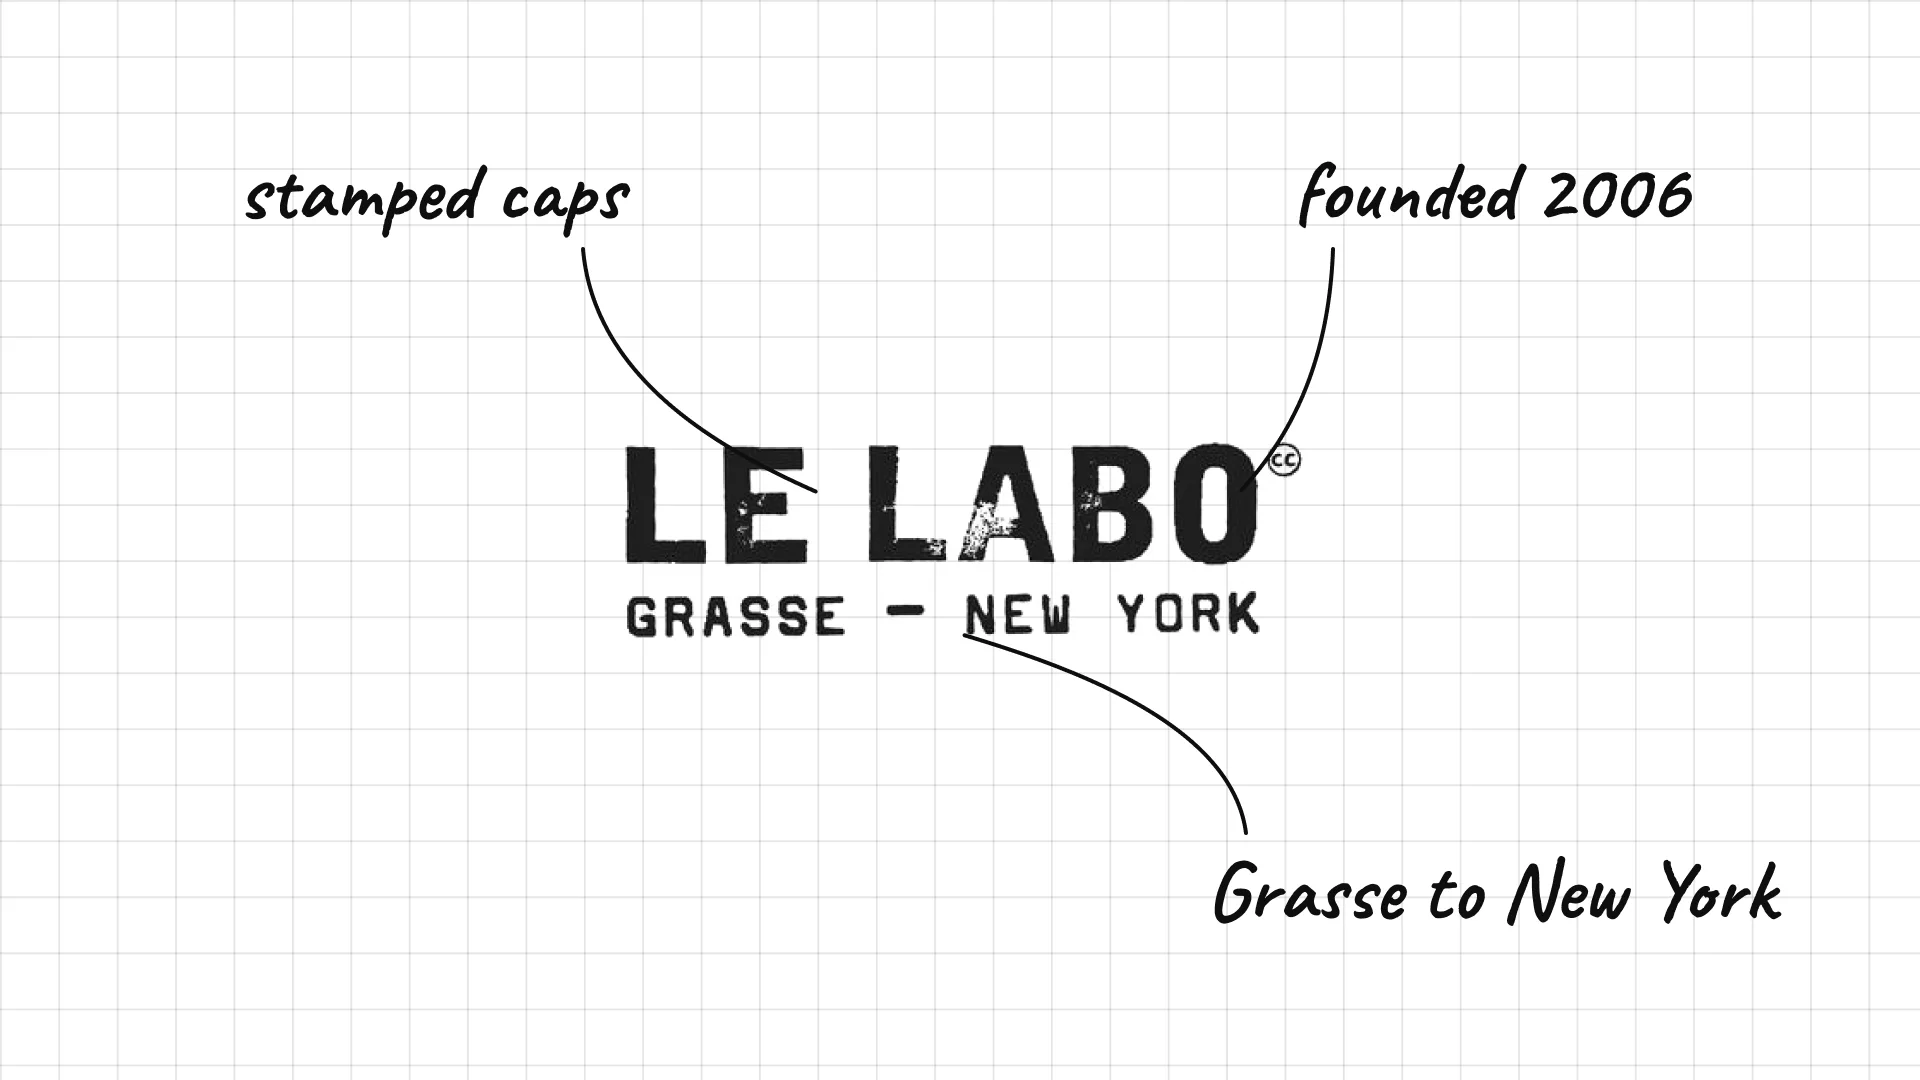 stamped caps
founded 2006
LE LABO
cc
GRASSE — NEW YORK
Grasse to New York